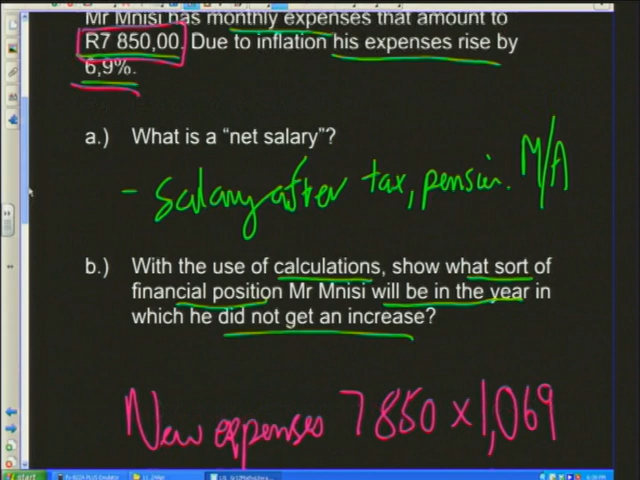 Mr Mnisi has monthly expenses that amount to
R7 850,00. Due to inflation his expenses rise by
6,9%.
a.) What is a “net salary”?
- Salary after tax, pension. M/A
b.) With the use of calculations, show what sort of
financial position Mr Mnisi will be in the year in
which he did not get an increase?
New expenses 7 850 × 1,069
start